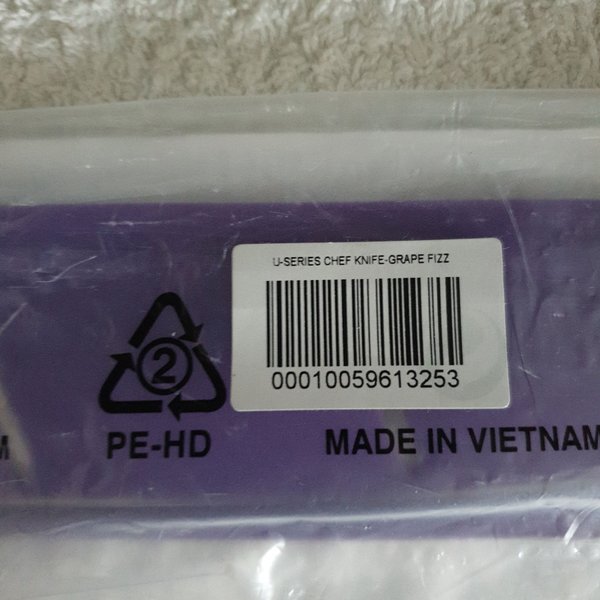 U-SERIES CHEF KNIFE-GRAPE FIZZ
00010059613253
2
M
PE-HD
MADE IN VIETNAM